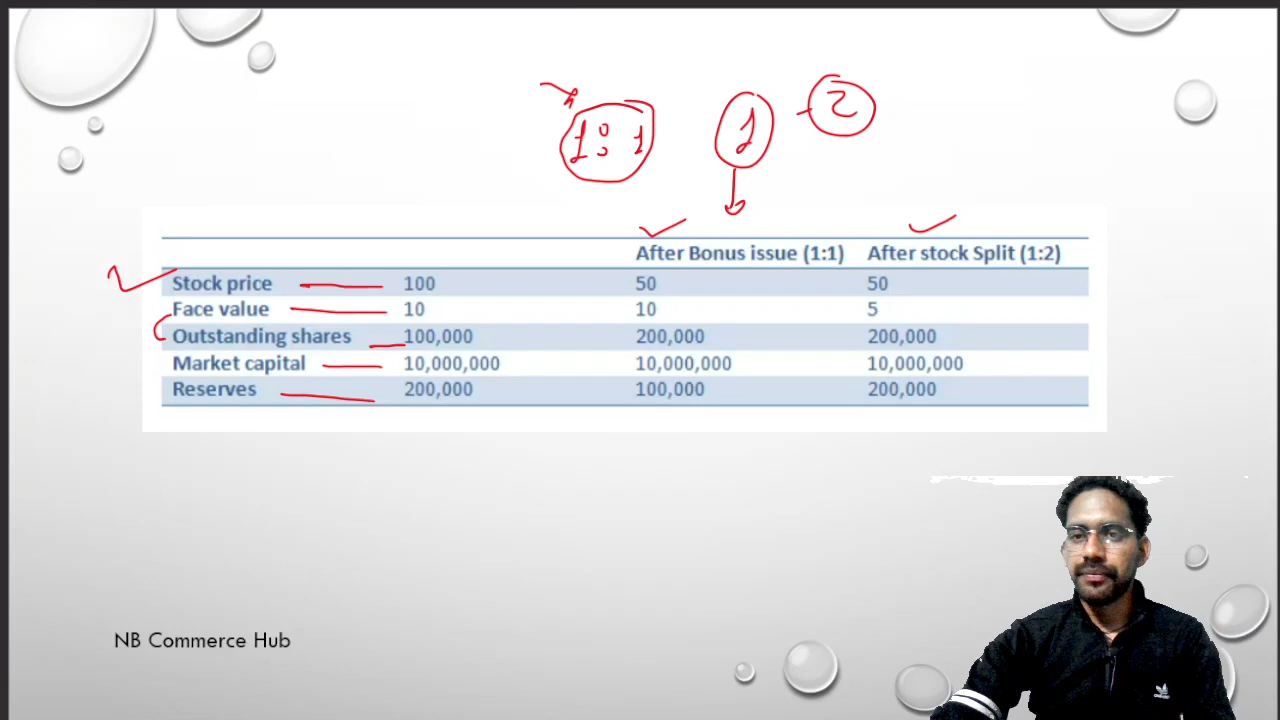 1:1 1 - 2
After Bonus issue (1:1) After stock Split (1:2)
Stock price 100 50 50
Face value 10 10 5
Outstanding shares 100,000 200,000 200,000
Market capital 10,000,000 10,000,000 10,000,000
Reserves 200,000 100,000 200,000
NB Commerce Hub